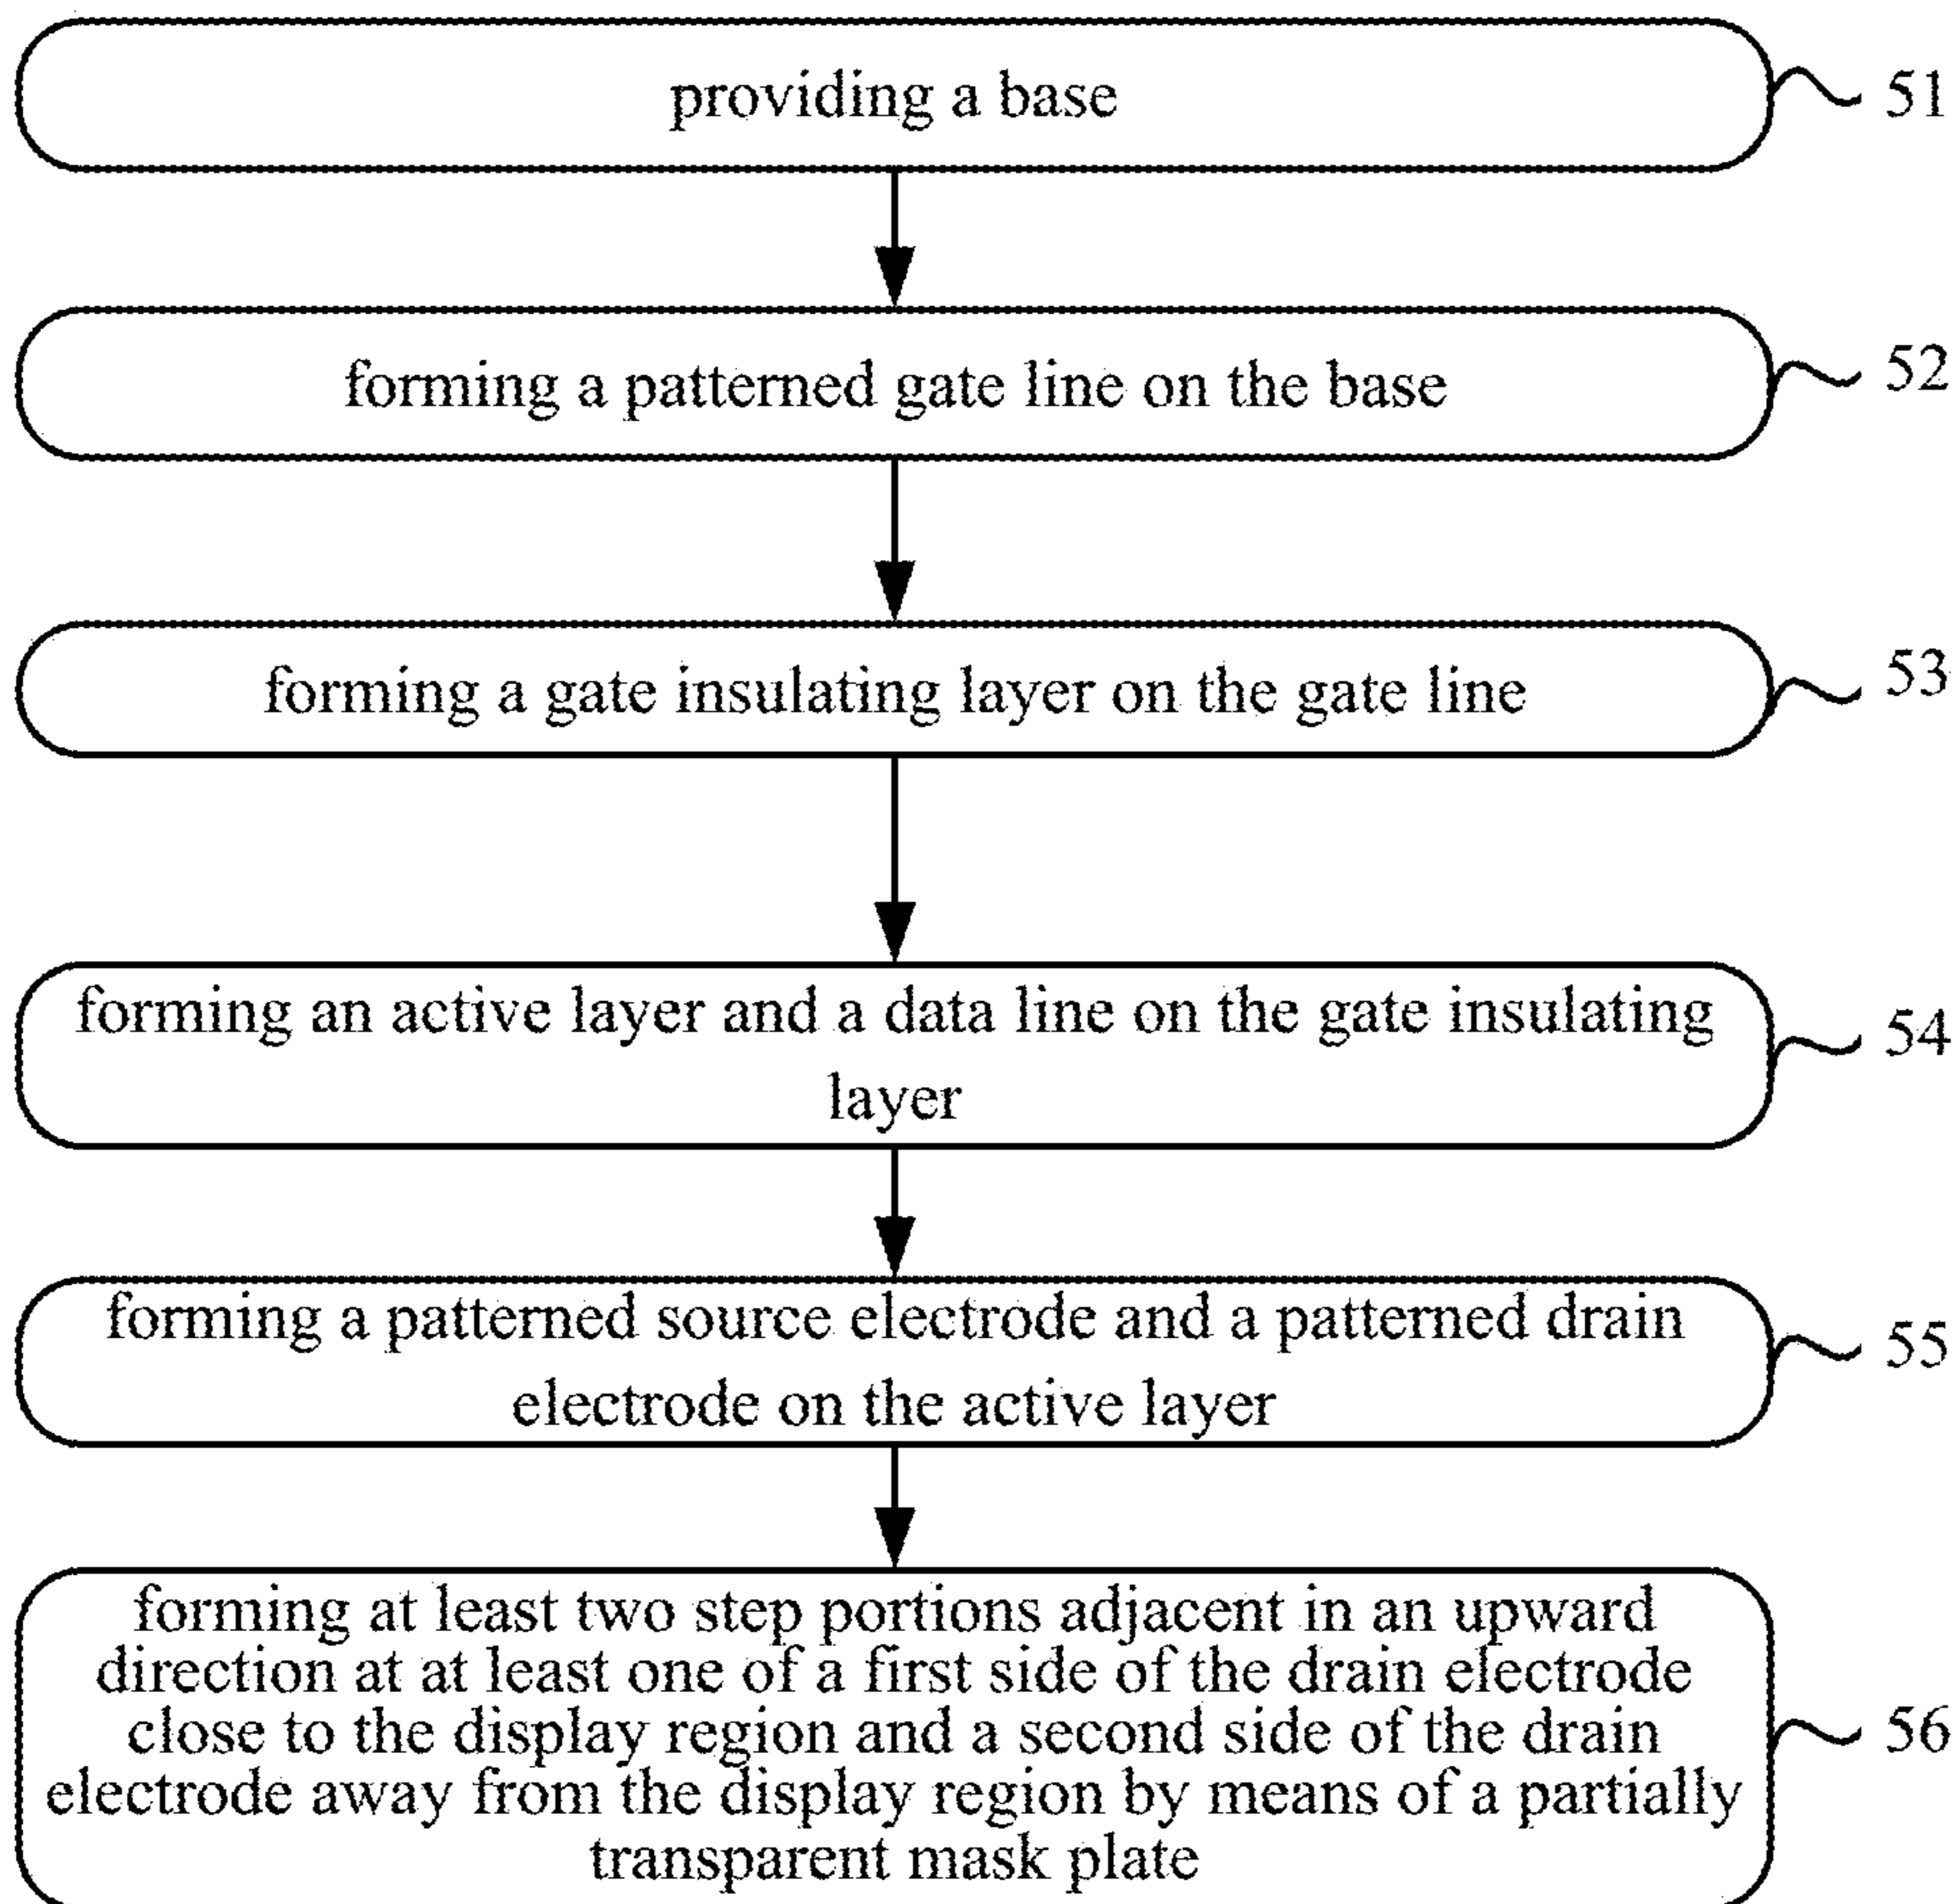 providing a base
51
forming a patterned gate line on the base
52
forming a gate insulating layer on the gate line
53
forming an active layer and a data line on the gate insulating
layer
54
forming a patterned source electrode and a patterned drain
electrode on the active layer
55
forming at least two step portions adjacent in an upward
direction at at least one of a first side of the drain electrode
close to the display region and a second side of the drain
electrode away from the display region by means of a partially
transparent mask plate
56